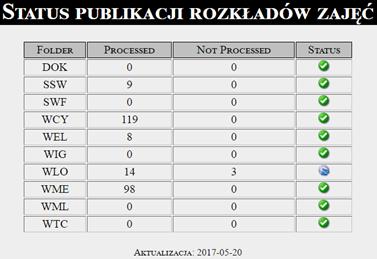 Status publikacji rozkładów zajęć
Folder Processed Not Processed Status
DOK 0 0
SSW 9 0
SWF 0 0
WCY 119 0
WEL 8 0
WIG 0 0
WLO 14 3
WME 98 0
WML 0 0
WTC 0 0
Aktualizacja: 2017-05-20